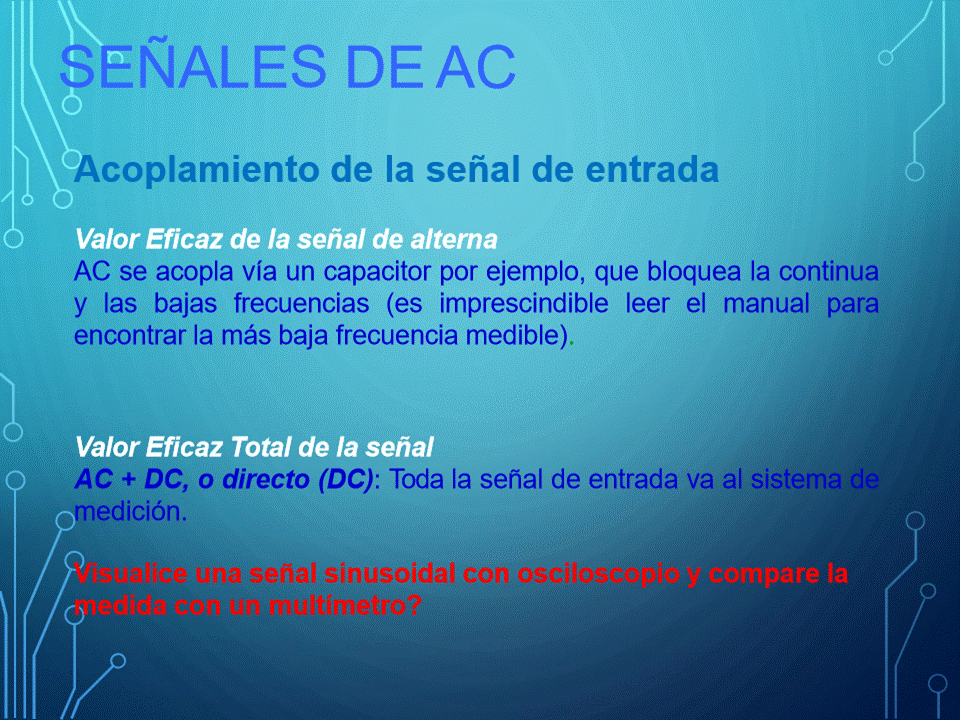 SEÑALES DE AC
Acoplamiento de la señal de entrada
Valor Eficaz de la señal de alterna
AC se acopla vía un capacitor por ejemplo, que bloquea la continua
y las bajas frecuencias (es imprescindible leer el manual para
encontrar la más baja frecuencia medible).
Valor Eficaz Total de la señal
AC + DC, o directo (DC): Toda la señal de entrada va al sistema de
medición.
Visualice una señal sinusoidal con osciloscopio y compare la
medida con un multímetro?